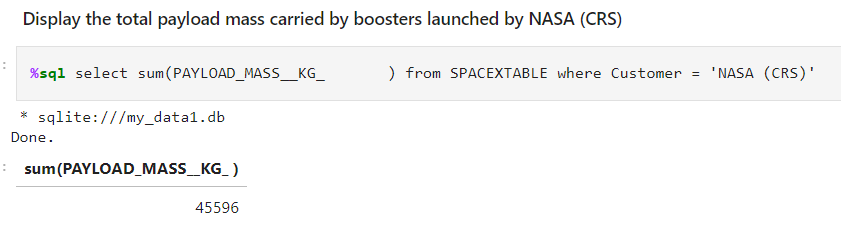 Display the total payload mass carried by boosters launched by NASA (CRS)
: %sql select sum(PAYLOAD_MASS__KG_       ) from SPACEXTABLE where Customer = 'NASA (CRS)'
* sqlite:///my_data1.db
Done.
: sum(PAYLOAD_MASS__KG_ )
45596